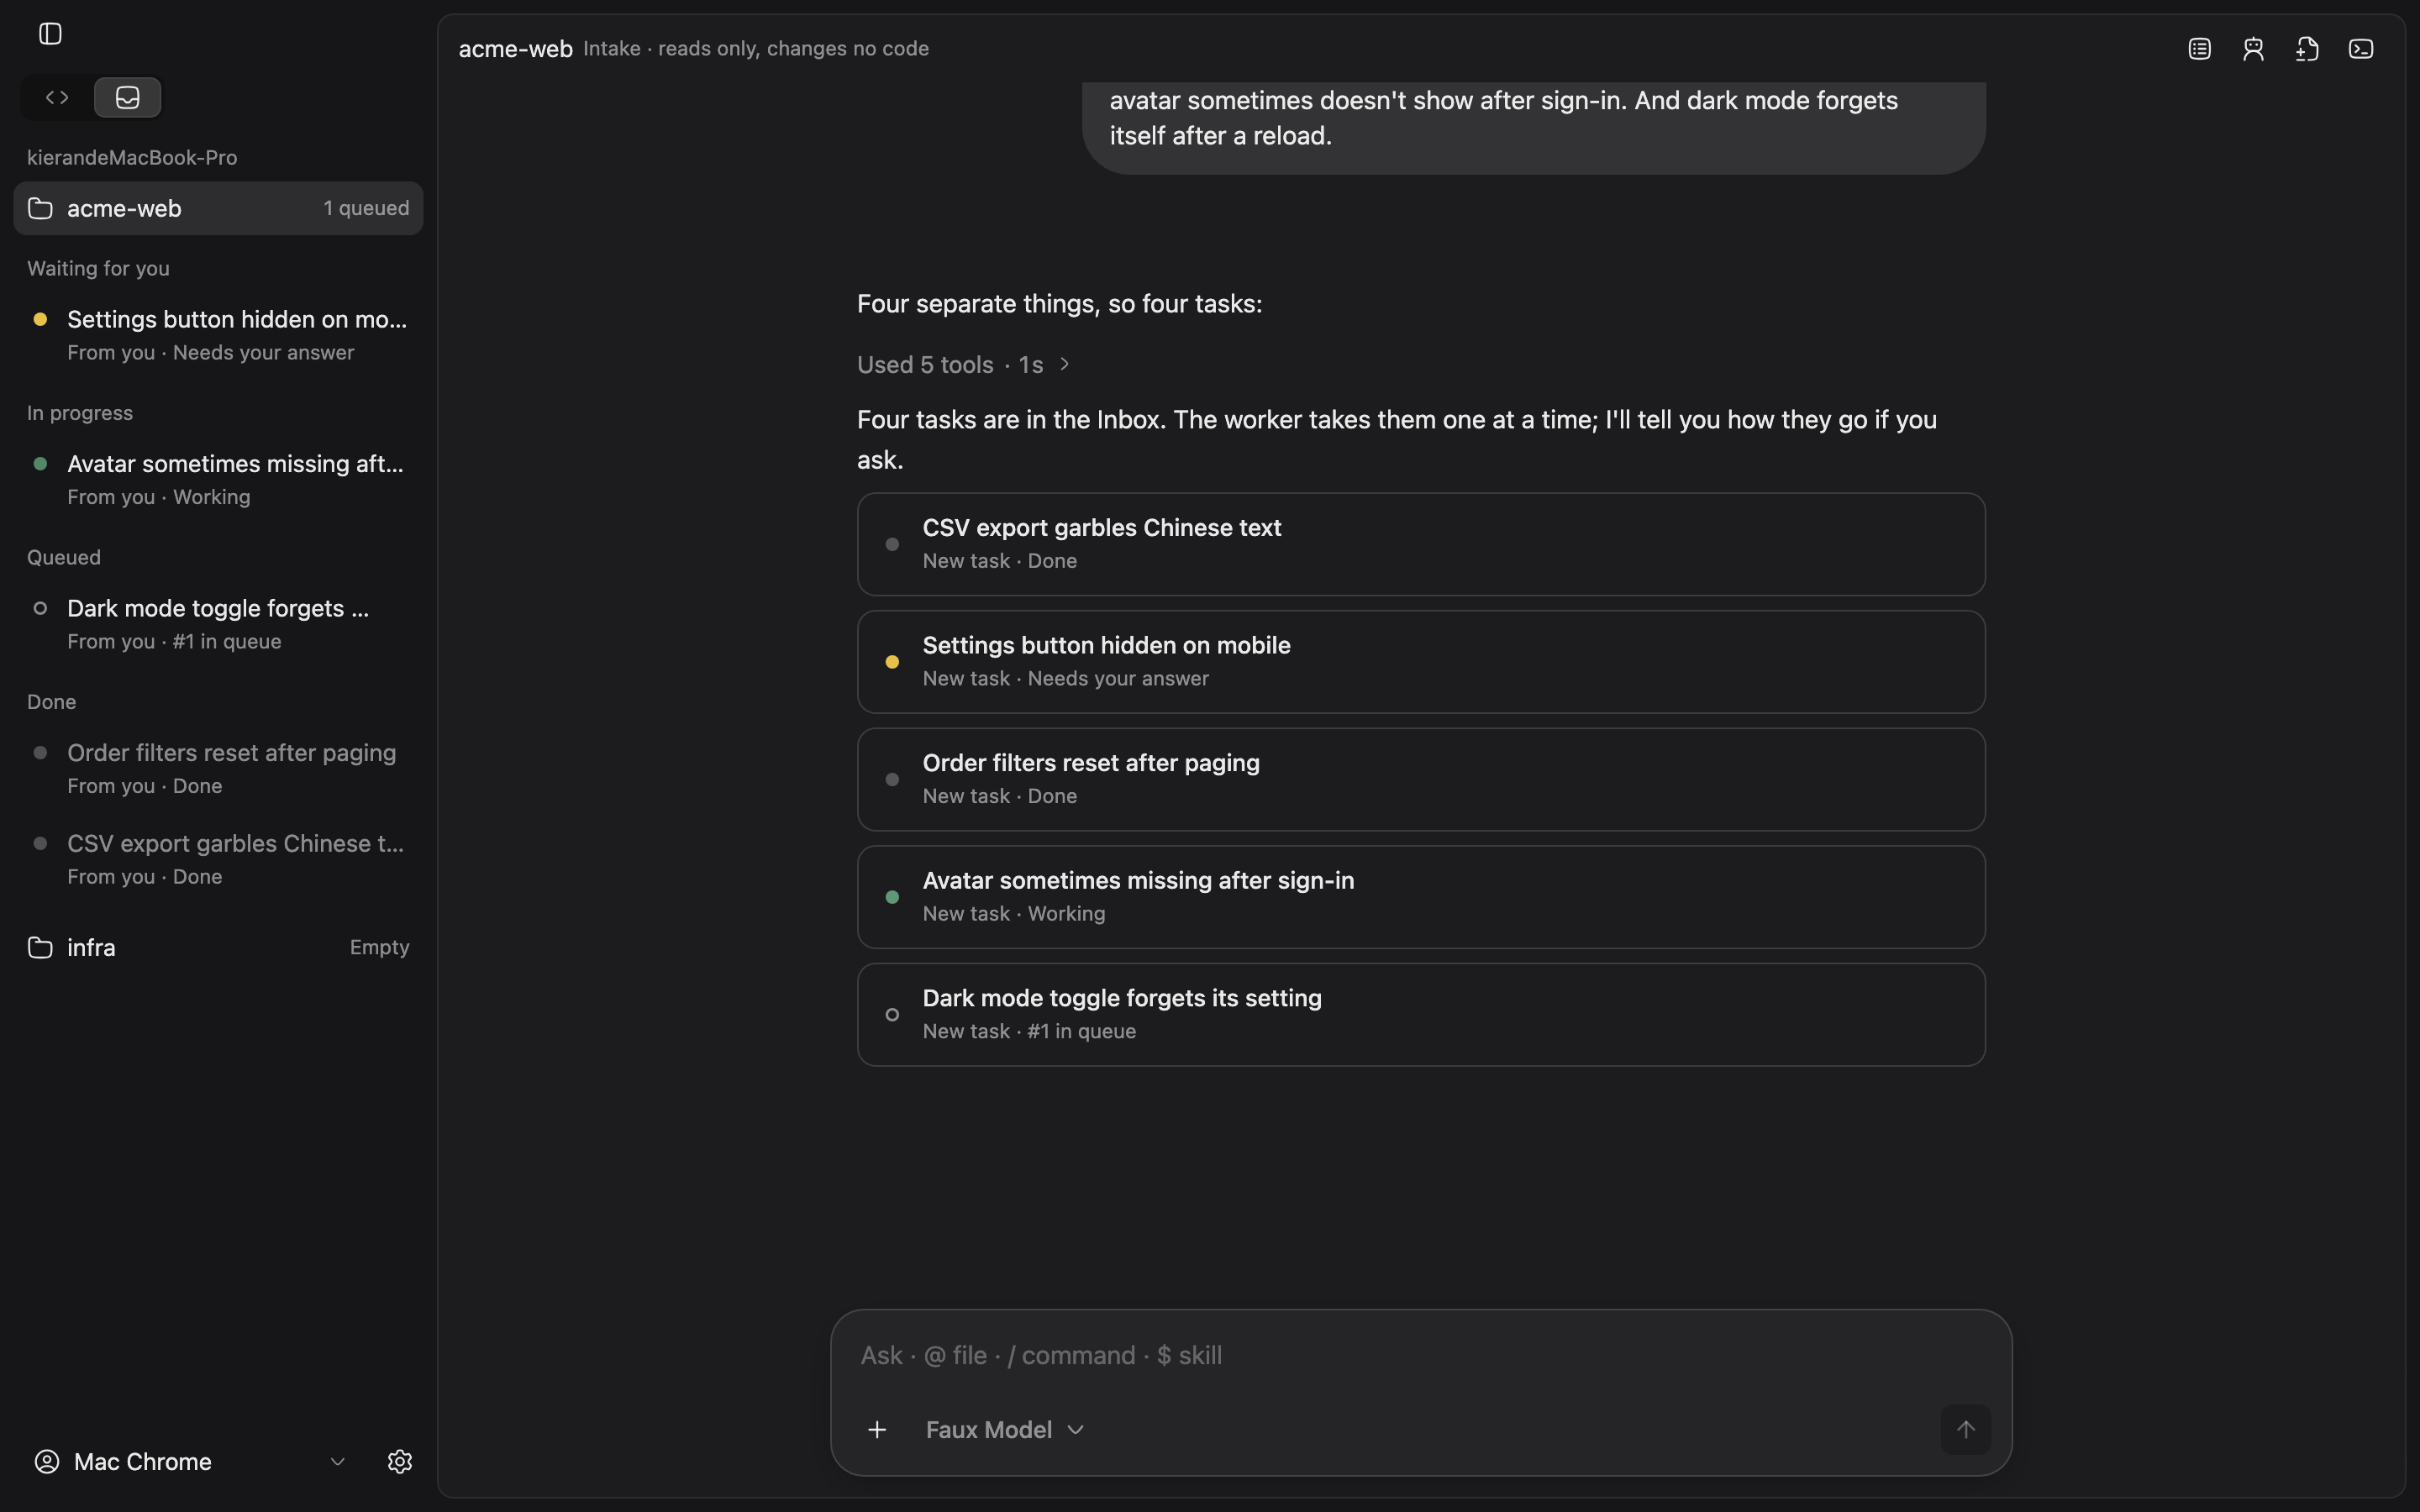 kierandeMacBook-Pro
acme-web 1 queued
Waiting for you
Settings button hidden on mo...
From you · Needs your answer
In progress
Avatar sometimes missing aft...
From you · Working
Queued
Dark mode toggle forgets ...
From you · #1 in queue
Done
Order filters reset after paging
From you · Done
CSV export garbles Chinese t...
From you · Done
infra Empty
Mac Chrome
acme-web Intake · reads only, changes no code
avatar sometimes doesn't show after sign-in. And dark mode forgets
itself after a reload.
Four separate things, so four tasks:
Used 5 tools · 1s
Four tasks are in the Inbox. The worker takes them one at a time; I'll tell you how they go if you
ask.
CSV export garbles Chinese text
New task · Done
Settings button hidden on mobile
New task · Needs your answer
Order filters reset after paging
New task · Done
Avatar sometimes missing after sign-in
New task · Working
Dark mode toggle forgets its setting
New task · #1 in queue
Ask · @ file · / command · $ skill
Faux Model